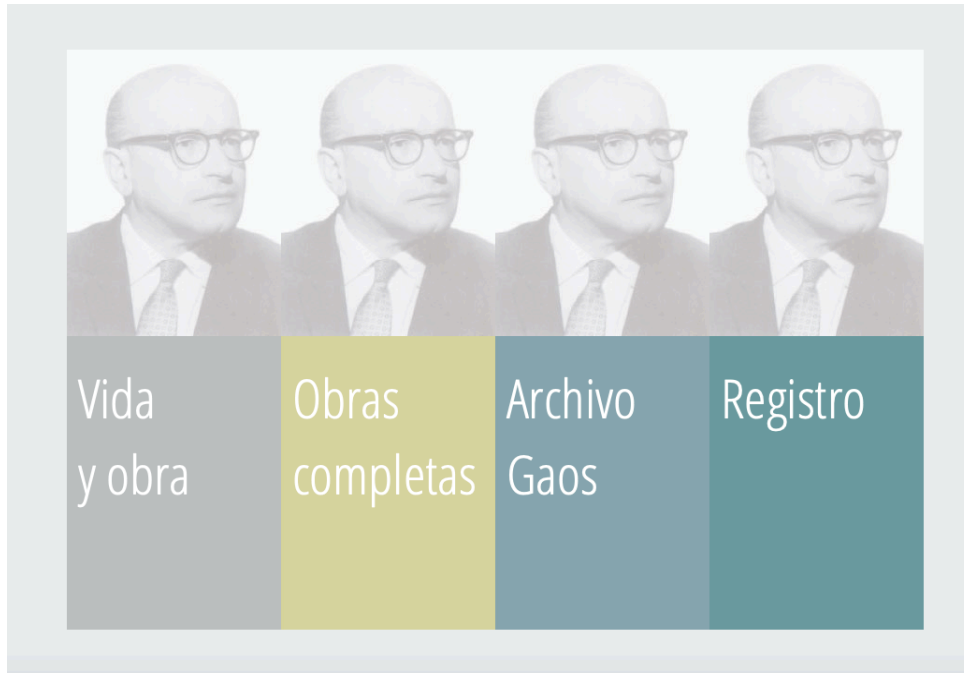 Vida
y obra
Obras
completas
Archivo
Gaos
Registro